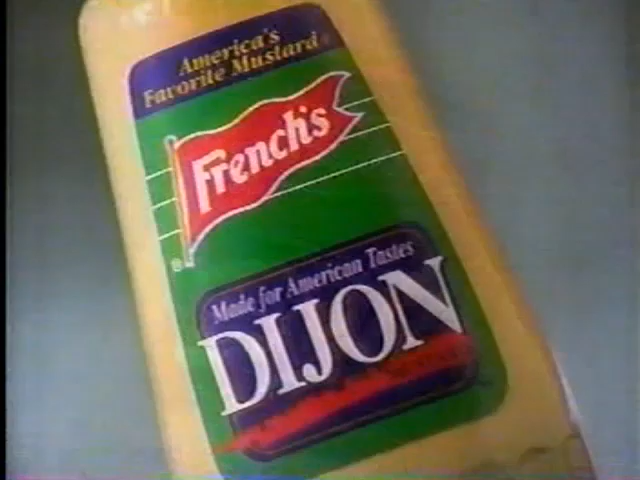 America's
Favorite Mustard
French's
®
Made for American Tastes
DIJON